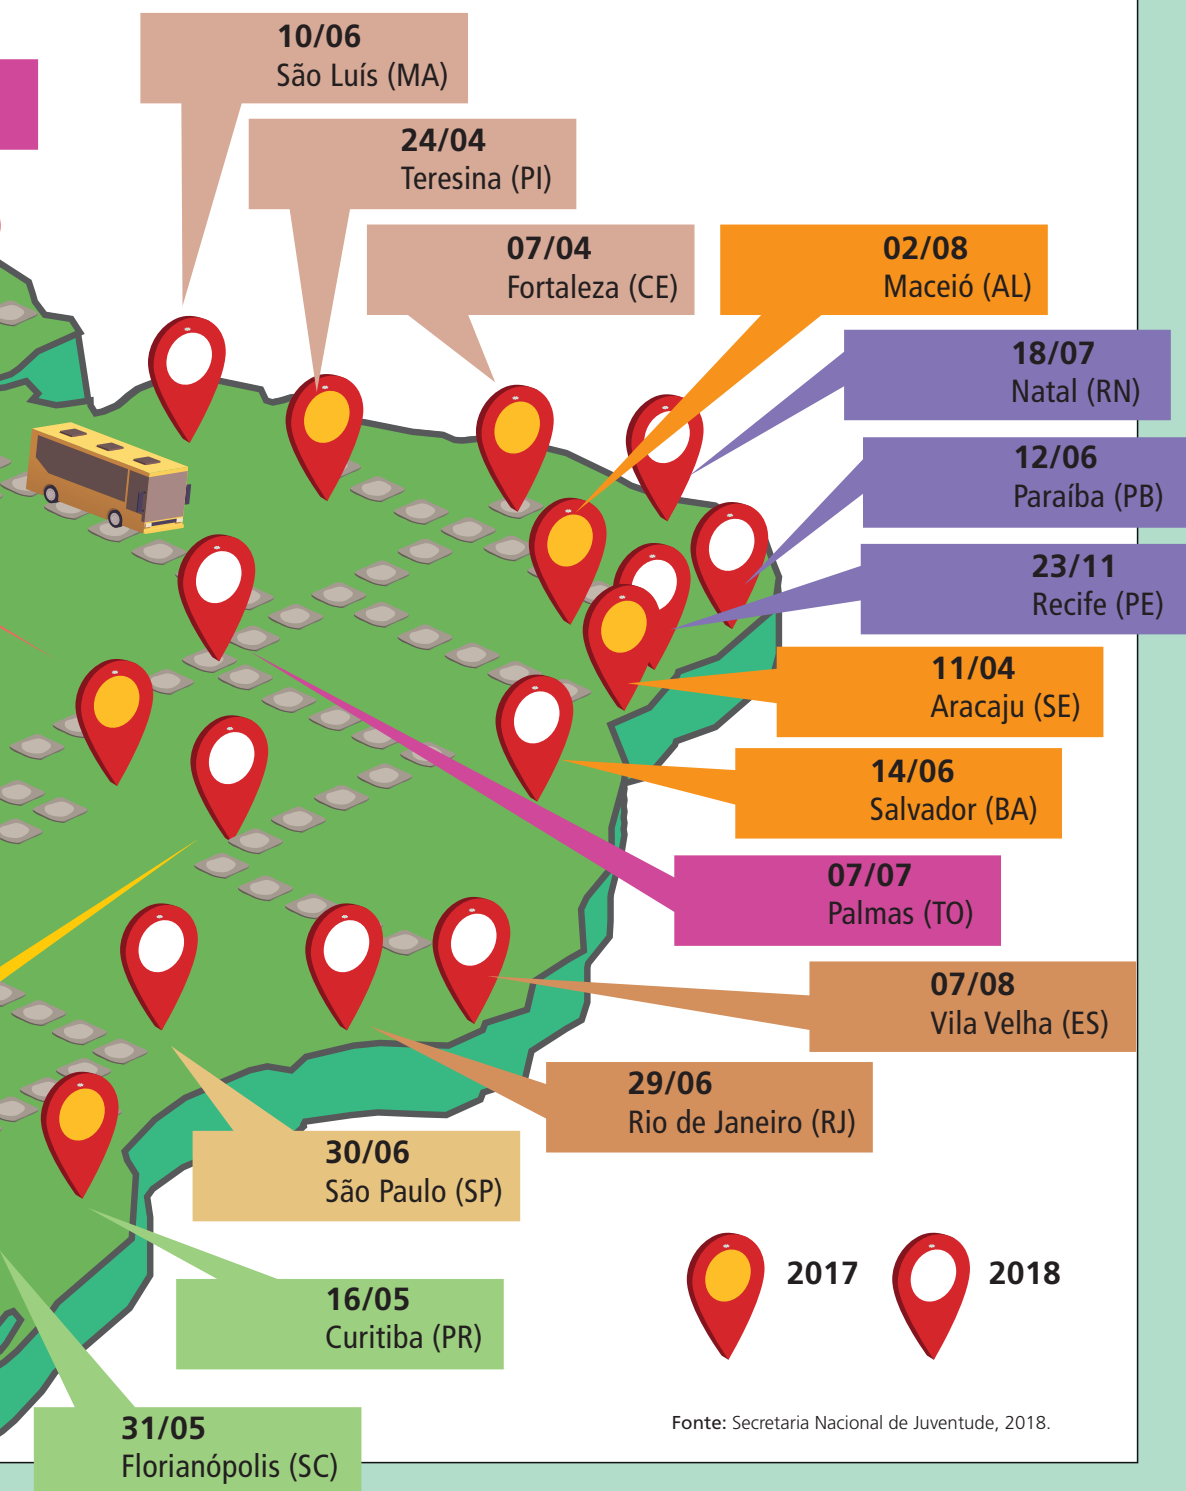 10/06
São Luís (MA)
24/04
Teresina (PI)
07/04
Fortaleza (CE)
02/08
Maceió (AL)
18/07
Natal (RN)
12/06
Paraíba (PB)
23/11
Recife (PE)
11/04
Aracaju (SE)
14/06
Salvador (BA)
07/07
Palmas (TO)
07/08
Vila Velha (ES)
29/06
Rio de Janeiro (RJ)
30/06
São Paulo (SP)
16/05
Curitiba (PR)
31/05
Florianópolis (SC)
2017
2018
Fonte: Secretaria Nacional de Juventude, 2018.